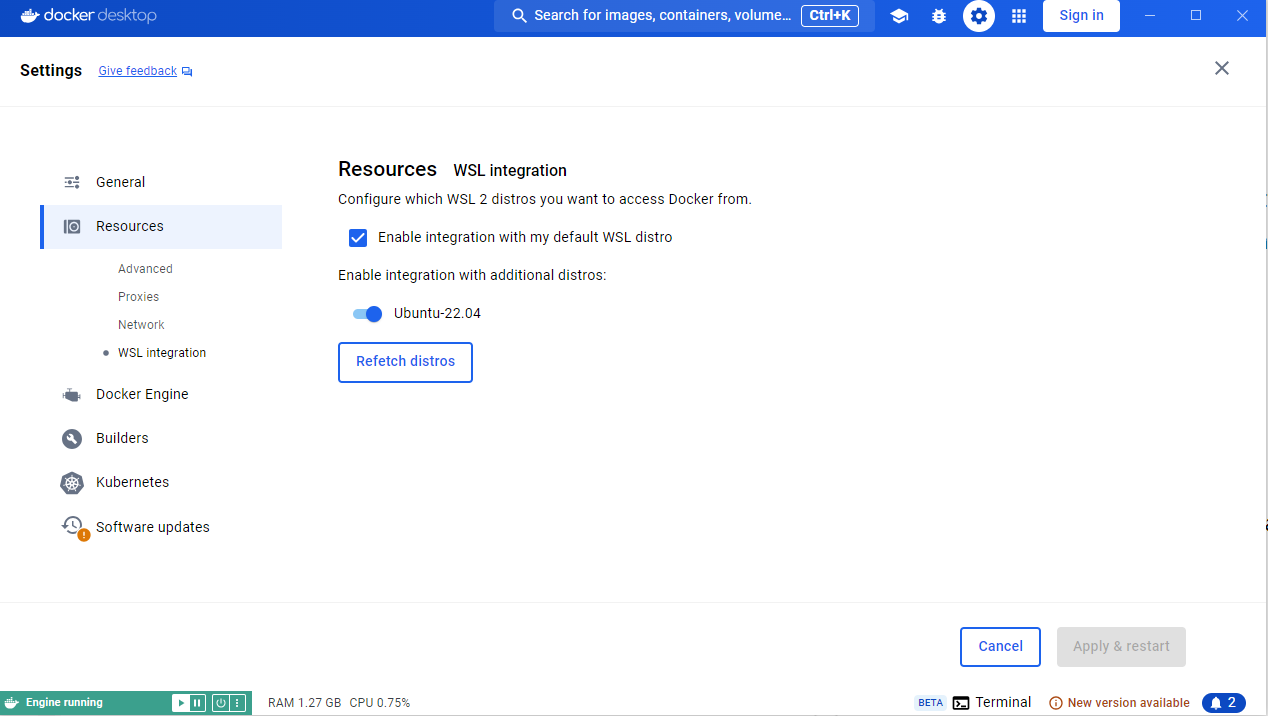 docker desktop
Search for images, containers, volume... Ctrl+K
Sign in
Settings Give feedback
General
Resources
Advanced
Proxies
Network
WSL integration
Docker Engine
Builders
Kubernetes
Software updates
Resources WSL integration
Configure which WSL 2 distros you want to access Docker from.
Enable integration with my default WSL distro
Enable integration with additional distros:
Ubuntu-22.04
Refetch distros
Cancel Apply & restart
Engine running RAM 1.27 GB CPU 0.75% BETA Terminal New version available 2